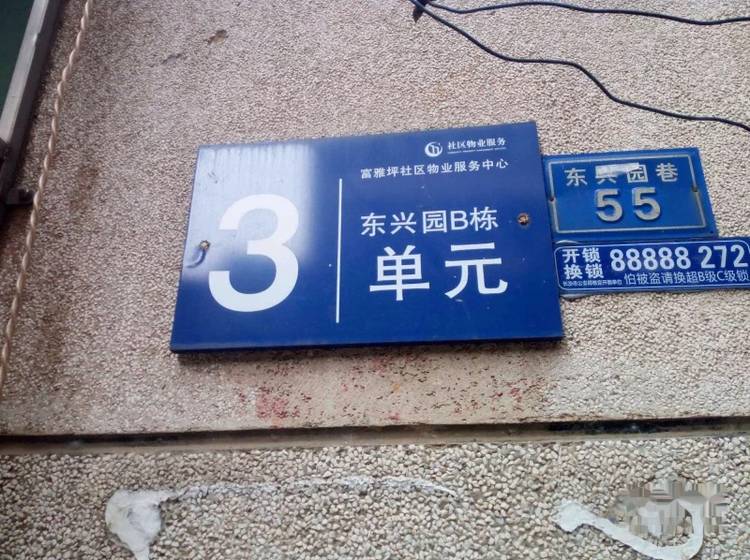 社区物业服务
富雅坪社区物业服务中心
3
东兴园B栋
单元
东兴园巷
55
开锁
换锁
88888 272
怕被盗请换超B级C级锁